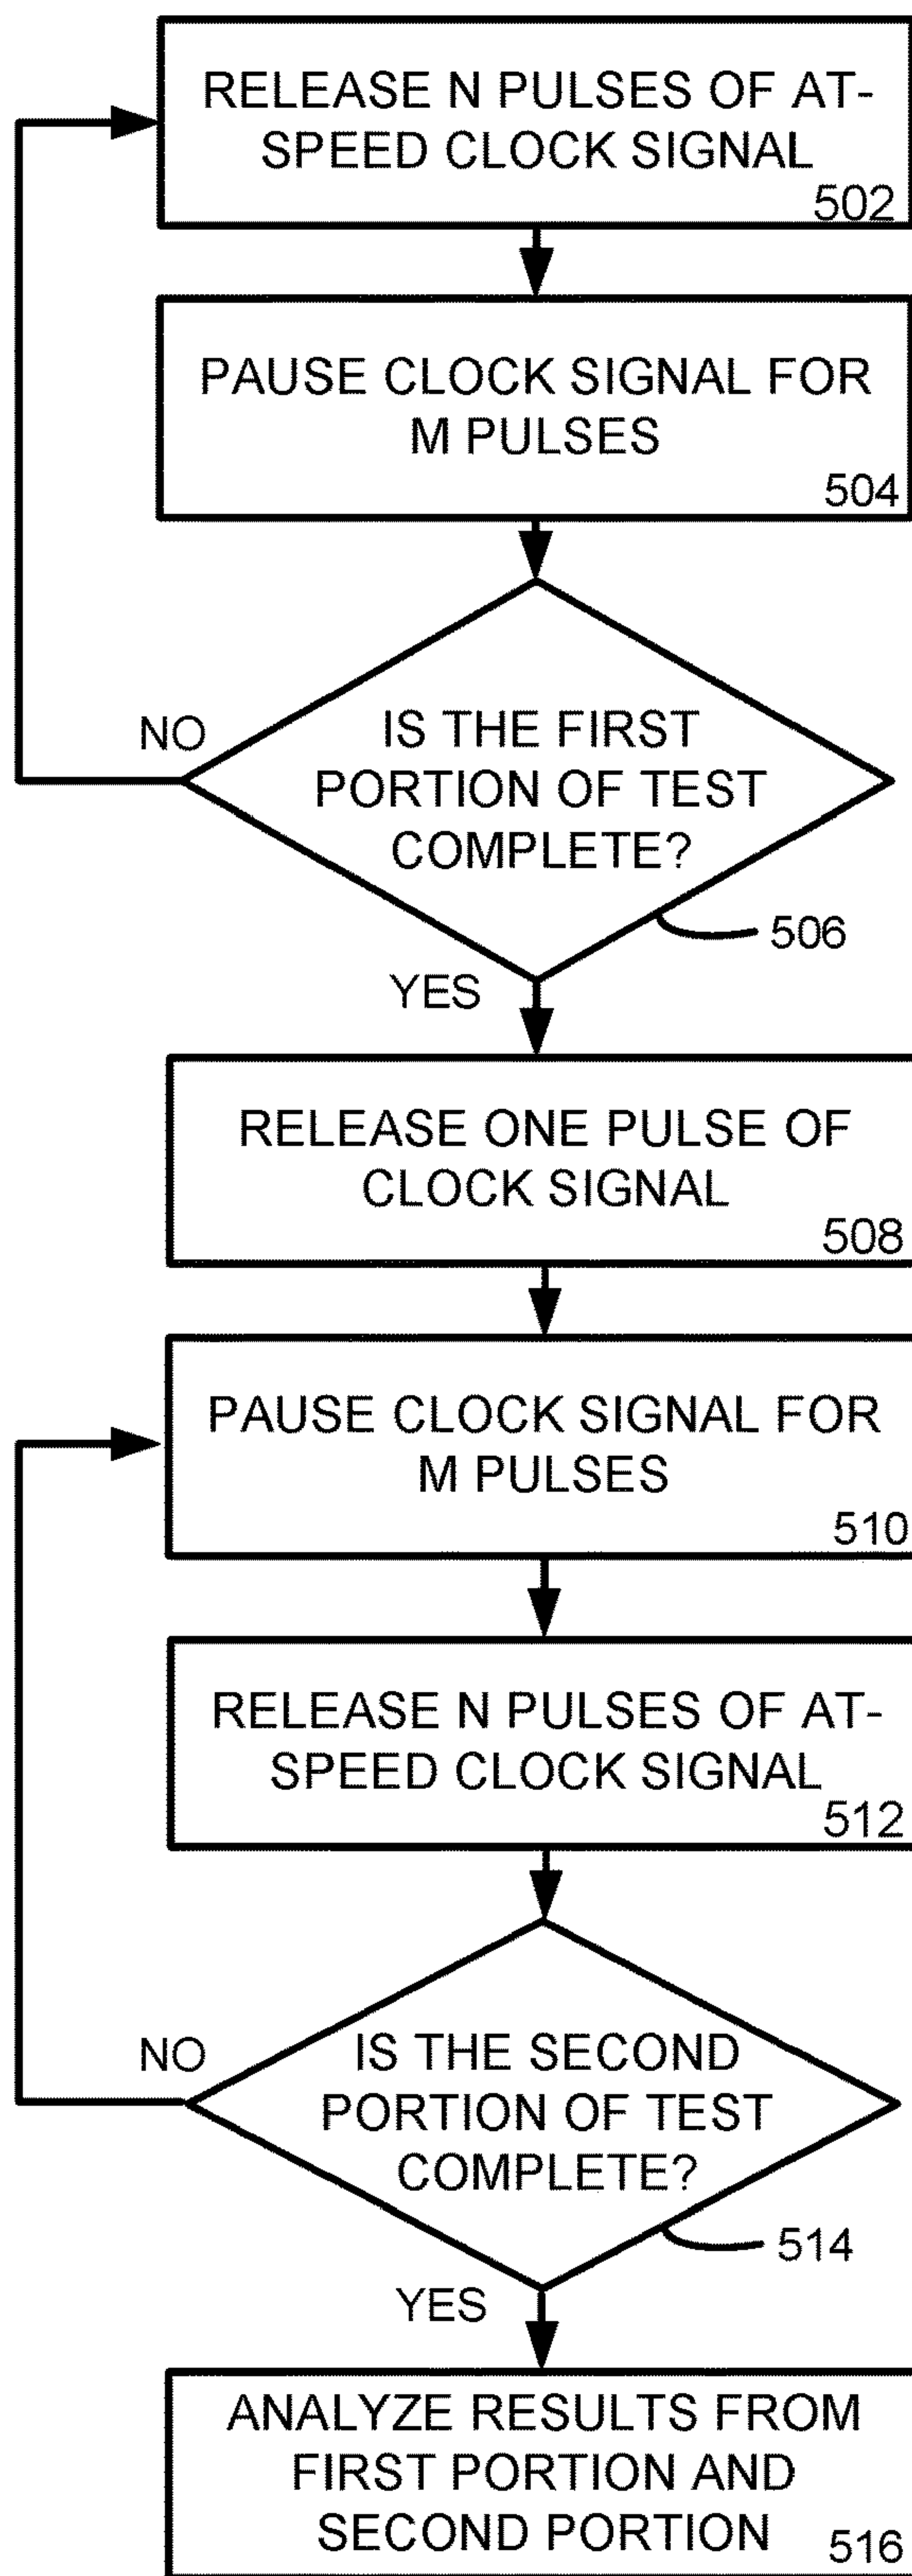 RELEASE N PULSES OF AT-
SPEED CLOCK SIGNAL
502
PAUSE CLOCK SIGNAL FOR
M PULSES
504
NO
IS THE FIRST
PORTION OF TEST
COMPLETE?
506
YES
RELEASE ONE PULSE OF
CLOCK SIGNAL
508
PAUSE CLOCK SIGNAL FOR
M PULSES
510
RELEASE N PULSES OF AT-
SPEED CLOCK SIGNAL
512
NO
IS THE SECOND
PORTION OF TEST
COMPLETE?
514
YES
ANALYZE RESULTS FROM
FIRST PORTION AND
SECOND PORTION
516